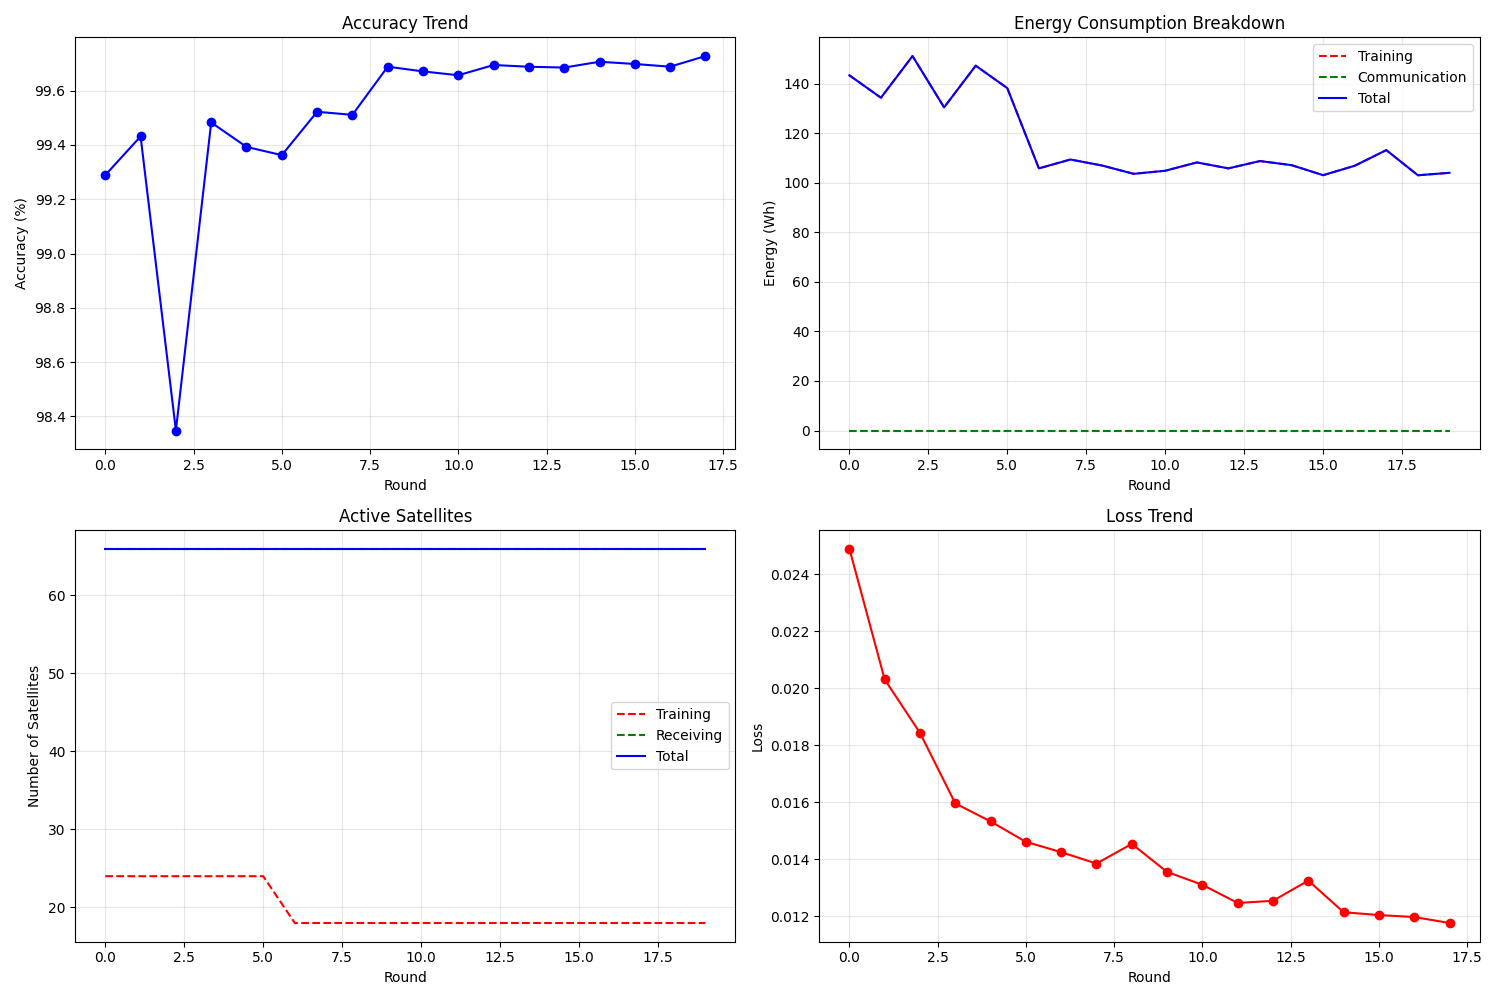 Accuracy Trend
Accuracy (%)
99.6
99.4
99.2
99.0
98.8
98.6
98.4
0.0 2.5 5.0 7.5 10.0 12.5 15.0 17.5
Round
Energy Consumption Breakdown
Energy (Wh)
140
120
100
80
60
40
20
0
Training
Communication
Total
0.0 2.5 5.0 7.5 10.0 12.5 15.0 17.5
Round
Active Satellites
Number of Satellites
60
50
40
30
20
Training
Receiving
Total
0.0 2.5 5.0 7.5 10.0 12.5 15.0 17.5
Round
Loss Trend
Loss
0.024
0.022
0.020
0.018
0.016
0.014
0.012
0.0 2.5 5.0 7.5 10.0 12.5 15.0 17.5
Round